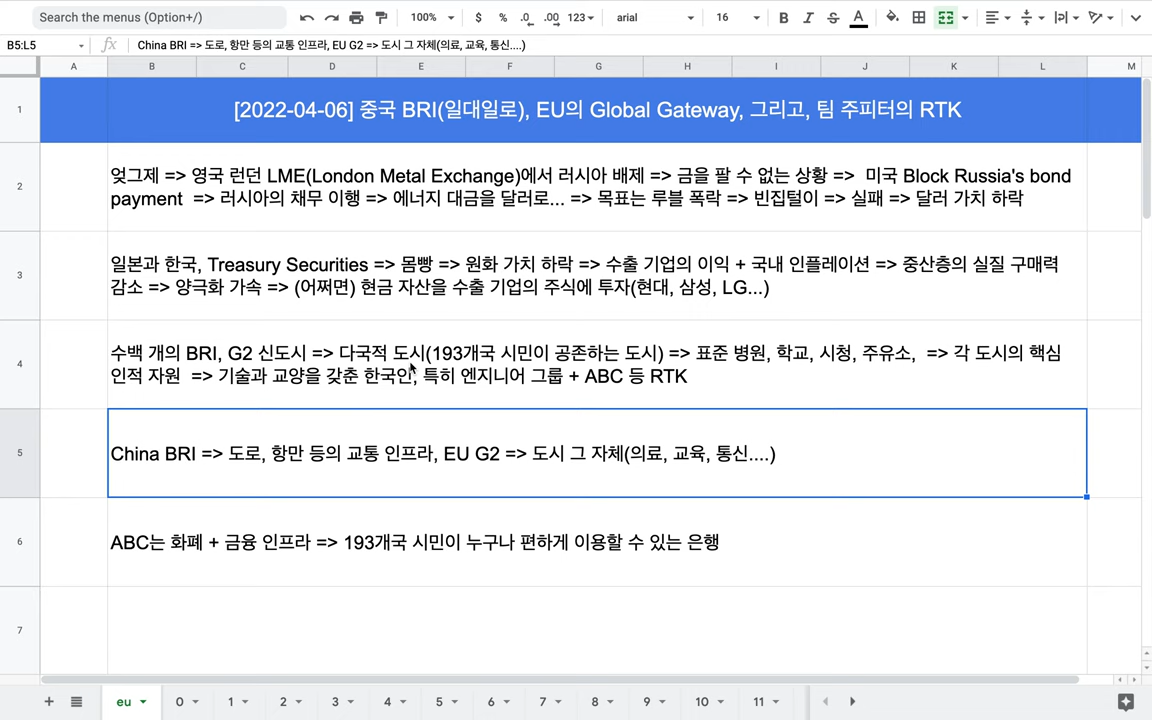 Search the menus (Option+/)
100%
$ % .0 .00 123
arial
16
B I S A
B5:L5
fx
China BRI => 도로, 항만 등의 교통 인프라, EU G2 => 도시 그 자체(의료, 교육, 통신....)
A B C D E F G H I J K L M
1
[2022-04-06] 중국 BRI(일대일로), EU의 Global Gateway, 그리고, 팀 주피터의 RTK
2
엊그제 => 영국 런던 LME(London Metal Exchange)에서 러시아 배제 => 금을 팔 수 없는 상황 => 미국 Block Russia's bond
payment => 러시아의 채무 이행 => 에너지 대금을 달러로... => 목표는 루블 폭락 => 빈집털이 => 실패 => 달러 가치 하락
3
일본과 한국, Treasury Securities => 몸빵 => 원화 가치 하락 => 수출 기업의 이익 + 국내 인플레이션 => 중산층의 실질 구매력
감소 => 양극화 가속 => (어쩌면) 현금 자산을 수출 기업의 주식에 투자(현대, 삼성, LG...)
4
수백 개의 BRI, G2 신도시 => 다국적 도시(193개국 시민이 공존하는 도시) => 표준 병원, 학교, 시청, 주유소, => 각 도시의 핵심
인적 자원 => 기술과 교양을 갖춘 한국인, 특히 엔지니어 그룹 + ABC 등 RTK
5
China BRI => 도로, 항만 등의 교통 인프라, EU G2 => 도시 그 자체(의료, 교육, 통신....)
6
ABC는 화폐 + 금융 인프라 => 193개국 시민이 누구나 편하게 이용할 수 있는 은행
7
eu 0 1 2 3 4 5 6 7 8 9 10 11